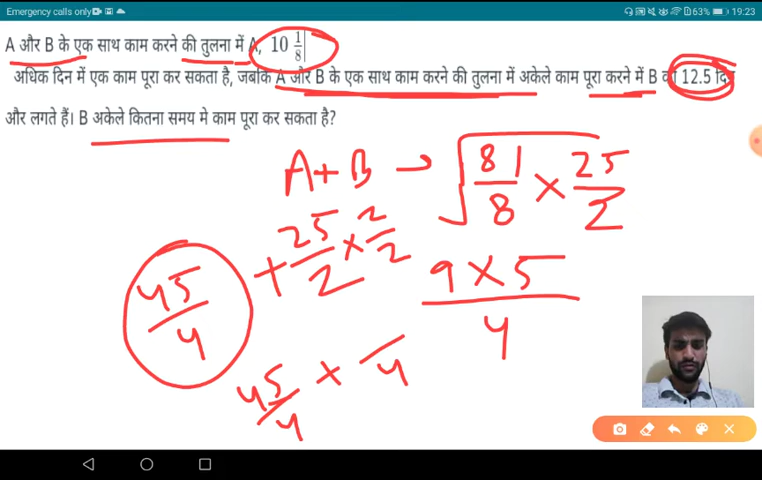 Emergency calls only 63% 19:23
A और B के एक साथ काम करने की तुलना में A, 10 1/8
अधिक दिन में एक काम पूरा कर सकता है, जबकि A और B के एक साथ काम करने की तुलना में अकेले काम पूरा करने में B 12.5 दिन
और लगते हैं। B अकेले कितना समय मे काम पूरा कर सकता है?
A+B → √81/8 × 25/2
45/4 + 25/2 × 2/2
9×5/4
45/4 × /4